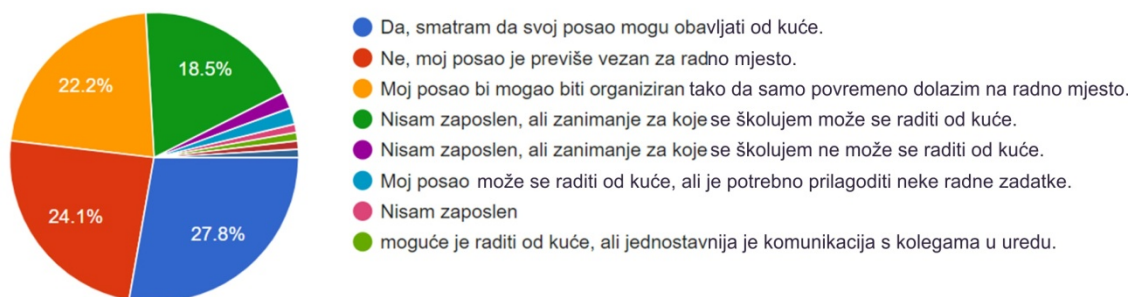 18.5%
22.2%
24.1%
27.8%
Da, smatram da svoj posao mogu obavljati od kuće.
Ne, moj posao je previše vezan za radno mjesto.
Moj posao bi mogao biti organiziran tako da samo povremeno dolazim na radno mjesto.
Nisam zaposlen, ali zanimanje za koje se školujem može se raditi od kuće.
Nisam zaposlen, ali zanimanje za koje se školujem ne može se raditi od kuće.
Moj posao može se raditi od kuće, ali je potrebno prilagoditi neke radne zadatke.
Nisam zaposlen
moguće je raditi od kuće, ali jednostavnija je komunikacija s kolegama u uredu.